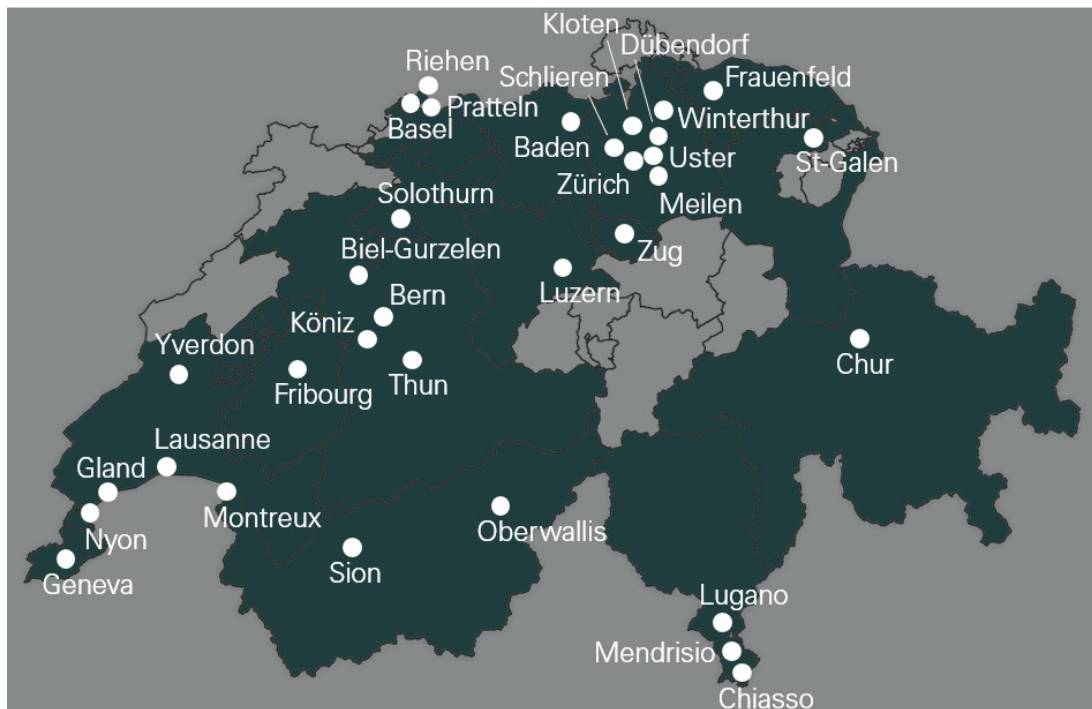 Kloten
Dübendorf
Riehen
Schlieren
Frauenfeld
Pratteln
Basel
Winterthur
Baden
Uster
St-Galen
Zürich
Solothurn
Meilen
Biel-Gurzelen
Zug
Luzern
Bern
Köniz
Yverdon
Chur
Thun
Fribourg
Lausanne
Gland
Montreux
Oberwallis
Nyon
Sion
Geneva
Lugano
Mendrisio
Chiasso